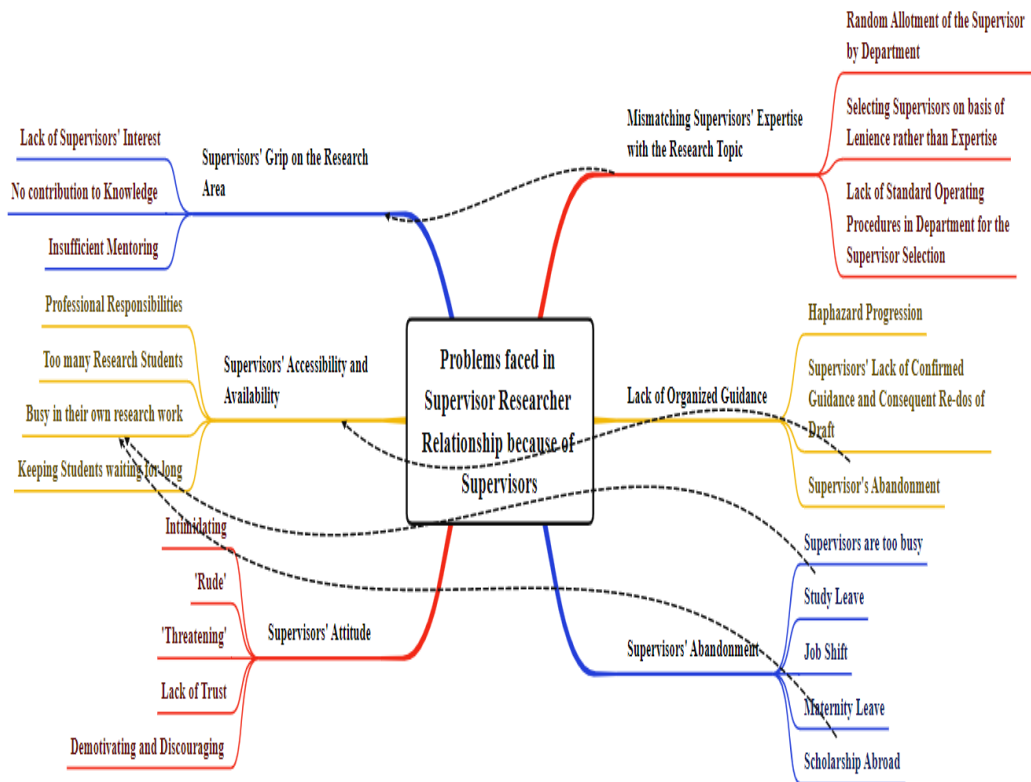 Problems faced in
Supervisor Researcher
Relationship because of
Supervisors
Mismatching Supervisors' Expertise
with the Research Topic
Random Allotment of the Supervisor
by Department
Selecting Supervisors on basis of
Lenience rather than Expertise
Lack of Standard Operating
Procedures in Department for the
Supervisor Selection
Lack of Organized Guidance
Haphazard Progression
Supervisors' Lack of Confirmed
Guidance and Consequent Re-dos of
Draft
Supervisor's Abandonment
Supervisors' Abandonment
Supervisors are too busy
Study Leave
Job Shift
Maternity Leave
Scholarship Abroad
Supervisors' Grip on the Research
Area
Lack of Supervisors' Interest
No contribution to Knowledge
Insufficient Mentoring
Supervisors' Accessibility and
Availability
Professional Responsibilities
Too many Research Students
Busy in their own research work
Keeping Students waiting for long
Supervisors' Attitude
Intimidating
'Rude'
'Threatening'
Lack of Trust
Demotivating and Discouraging